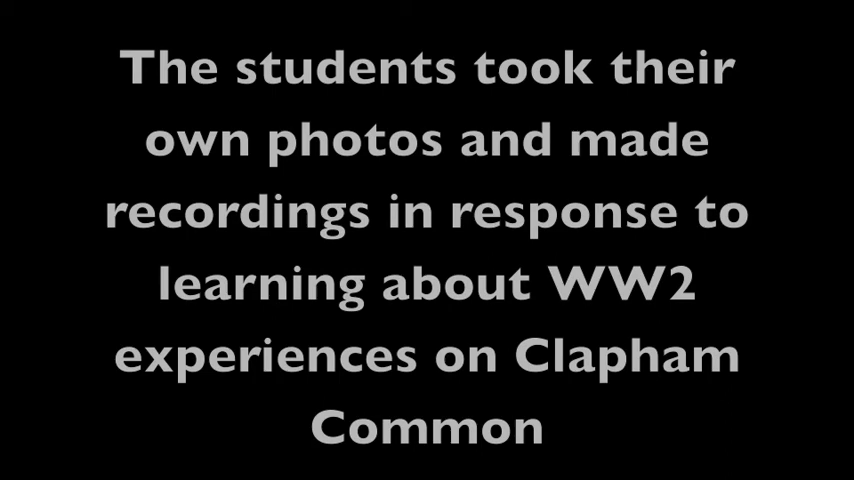 The students took their
own photos and made
recordings in response to
learning about WW2
experiences on Clapham
Common